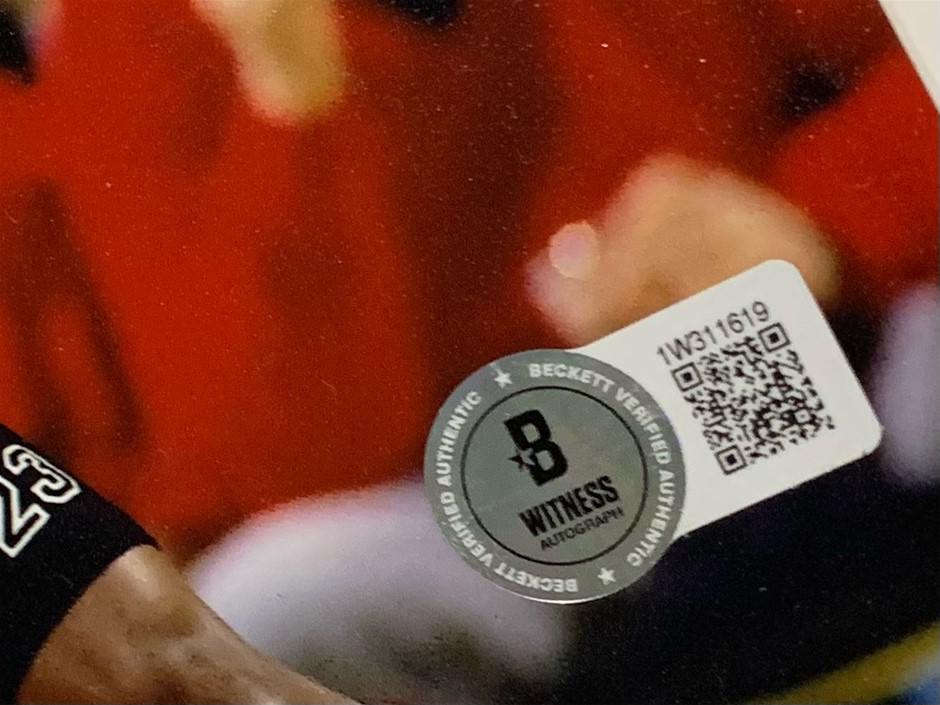 23
1W311619
BECKETT VERIFIED AUTHENTIC
BECKETT VERIFIED AUTHENTIC
B
WITNESS
AUTOGRAPH